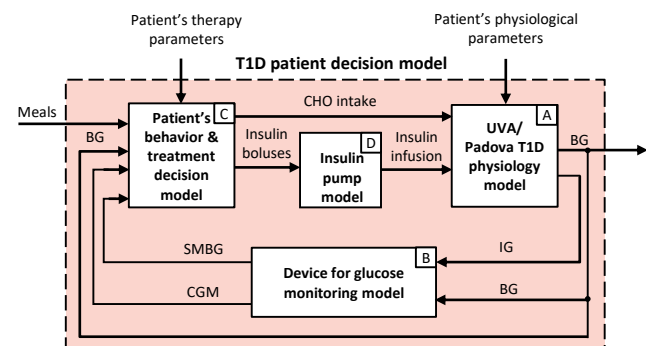 Patient's therapy
parameters
Patient's physiological
parameters
T1D patient decision model
Meals
BG
C
Patient's
behavior &
treatment
decision
model
CHO intake
Insulin
boluses
D
Insulin
pump
model
Insulin
infusion
A
UVA/
Padova T1D
physiology
model
BG
SMBG
CGM
B
Device for glucose
monitoring model
IG
BG